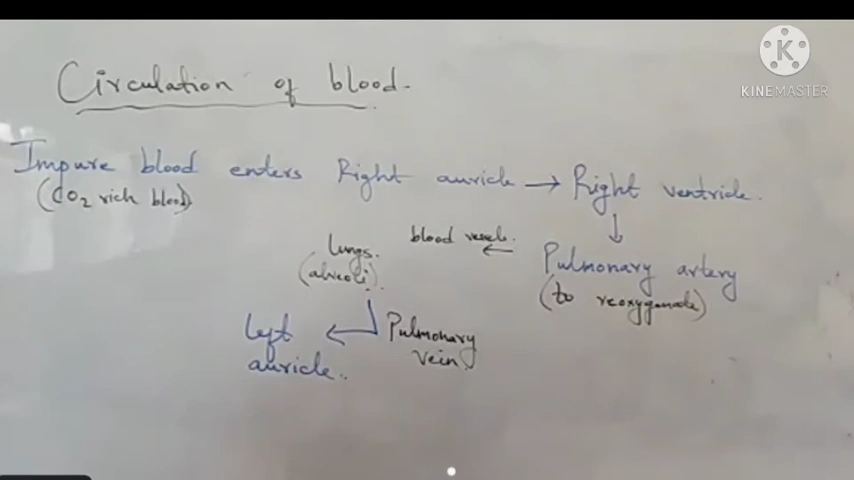 KINEMASTER
Circulation of blood.
Impure blood enters Right auricle → Right ventricle.
(CO2 rich blood)
↓
blood vessels.
←
Pulmonary artery
(to reoxygenate)
lungs.
(alveoli).
Pulmonary
vein.
←
Left
auricle.